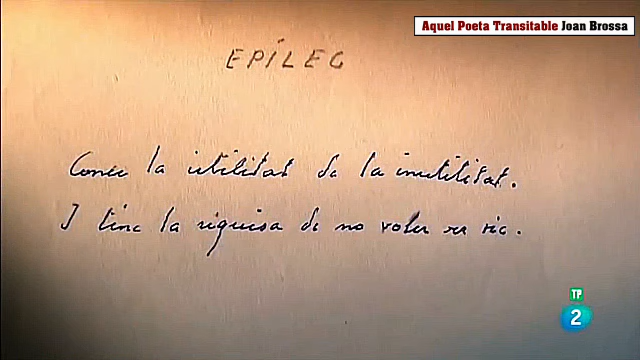 Aquel Poeta Transitable Joan Brossa
EPÍLEG
Conec la utilitat de la inutilitat.
I tinc la riquesa de no voler ser ric.
TP
2